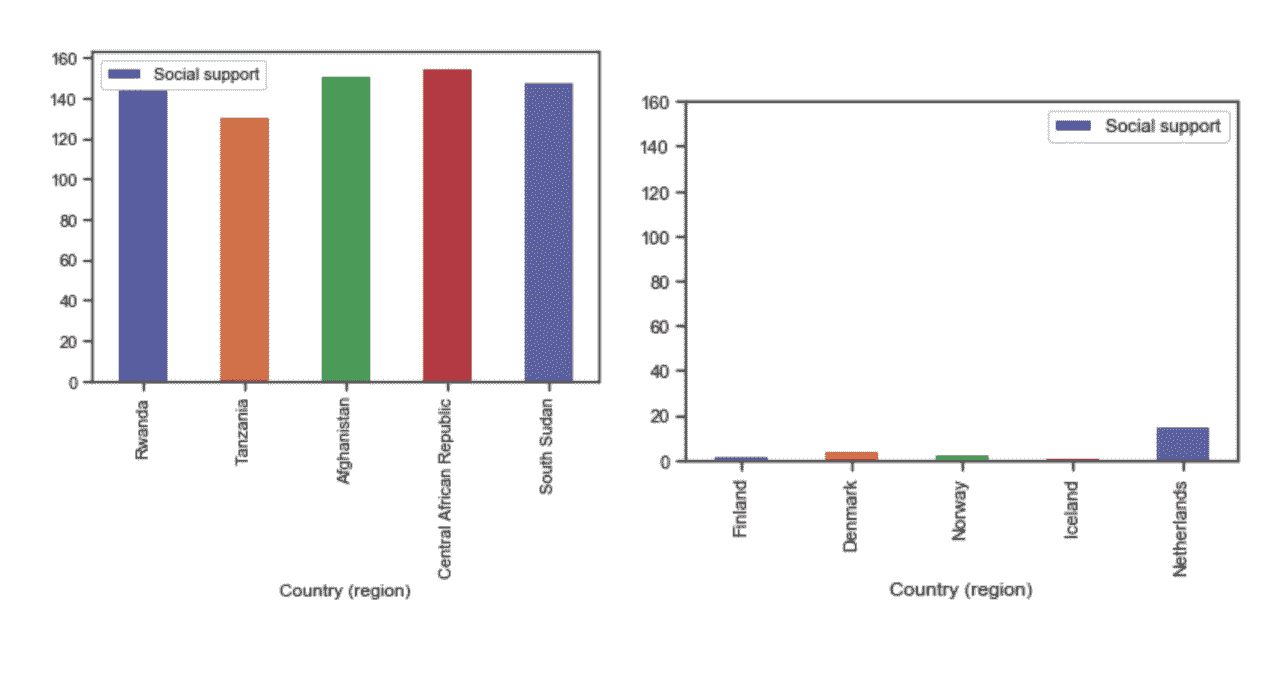 160
Social support
140
120
100
80
60
40
20
0
Rwanda
Tanzania
Afghanistan
Central African Republic
South Sudan
Country (region)
160
Social support
140
120
100
80
60
40
20
0
Finland
Denmark
Norway
Iceland
Netherlands
Country (region)